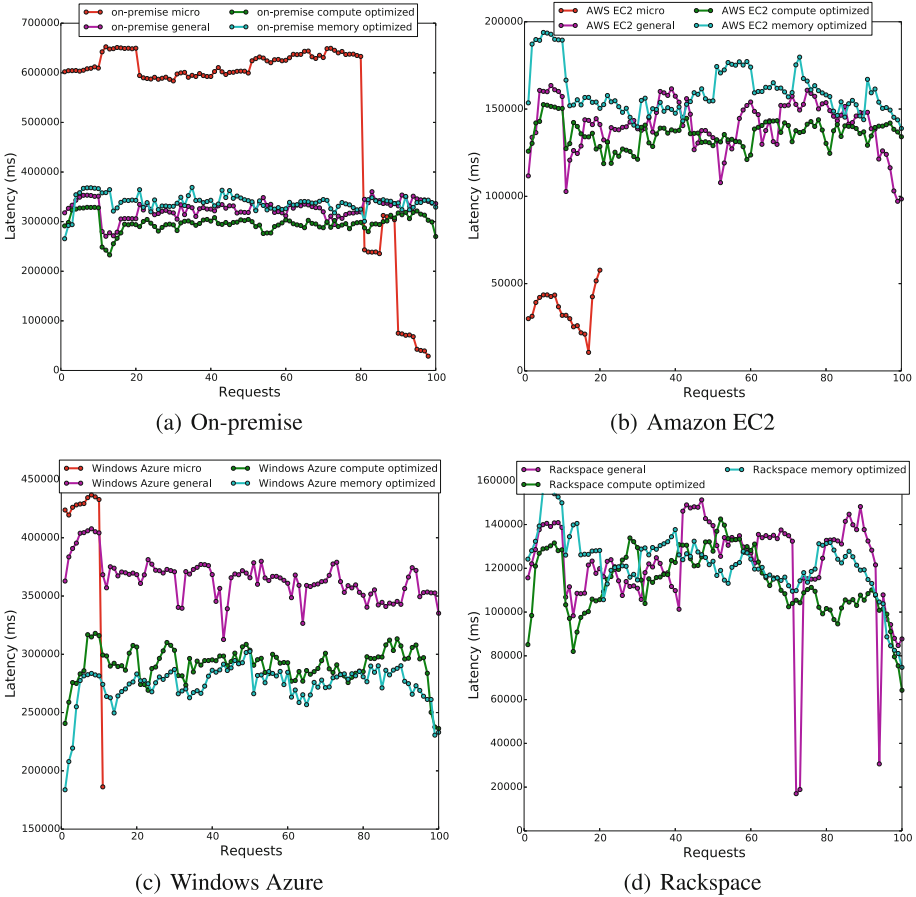 700000
600000
500000
400000
300000
200000
100000
0
0 20 40 60 80 100
Latency (ms)
Requests
on-premise micro
on-premise general
on-premise compute optimized
on-premise memory optimized
(a) On-premise
200000
150000
100000
50000
0
0 20 40 60 80 100
Latency (ms)
Requests
AWS EC2 micro
AWS EC2 general
AWS EC2 compute optimized
AWS EC2 memory optimized
(b) Amazon EC2
450000
400000
350000
300000
250000
200000
150000
0 20 40 60 80 100
Latency (ms)
Requests
Windows Azure micro
Windows Azure general
Windows Azure compute optimized
Windows Azure memory optimized
(c) Windows Azure
160000
140000
120000
100000
80000
60000
40000
20000
0
0 20 40 60 80 100
Latency (ms)
Requests
Rackspace general
Rackspace compute optimized
Rackspace memory optimized
(d) Rackspace